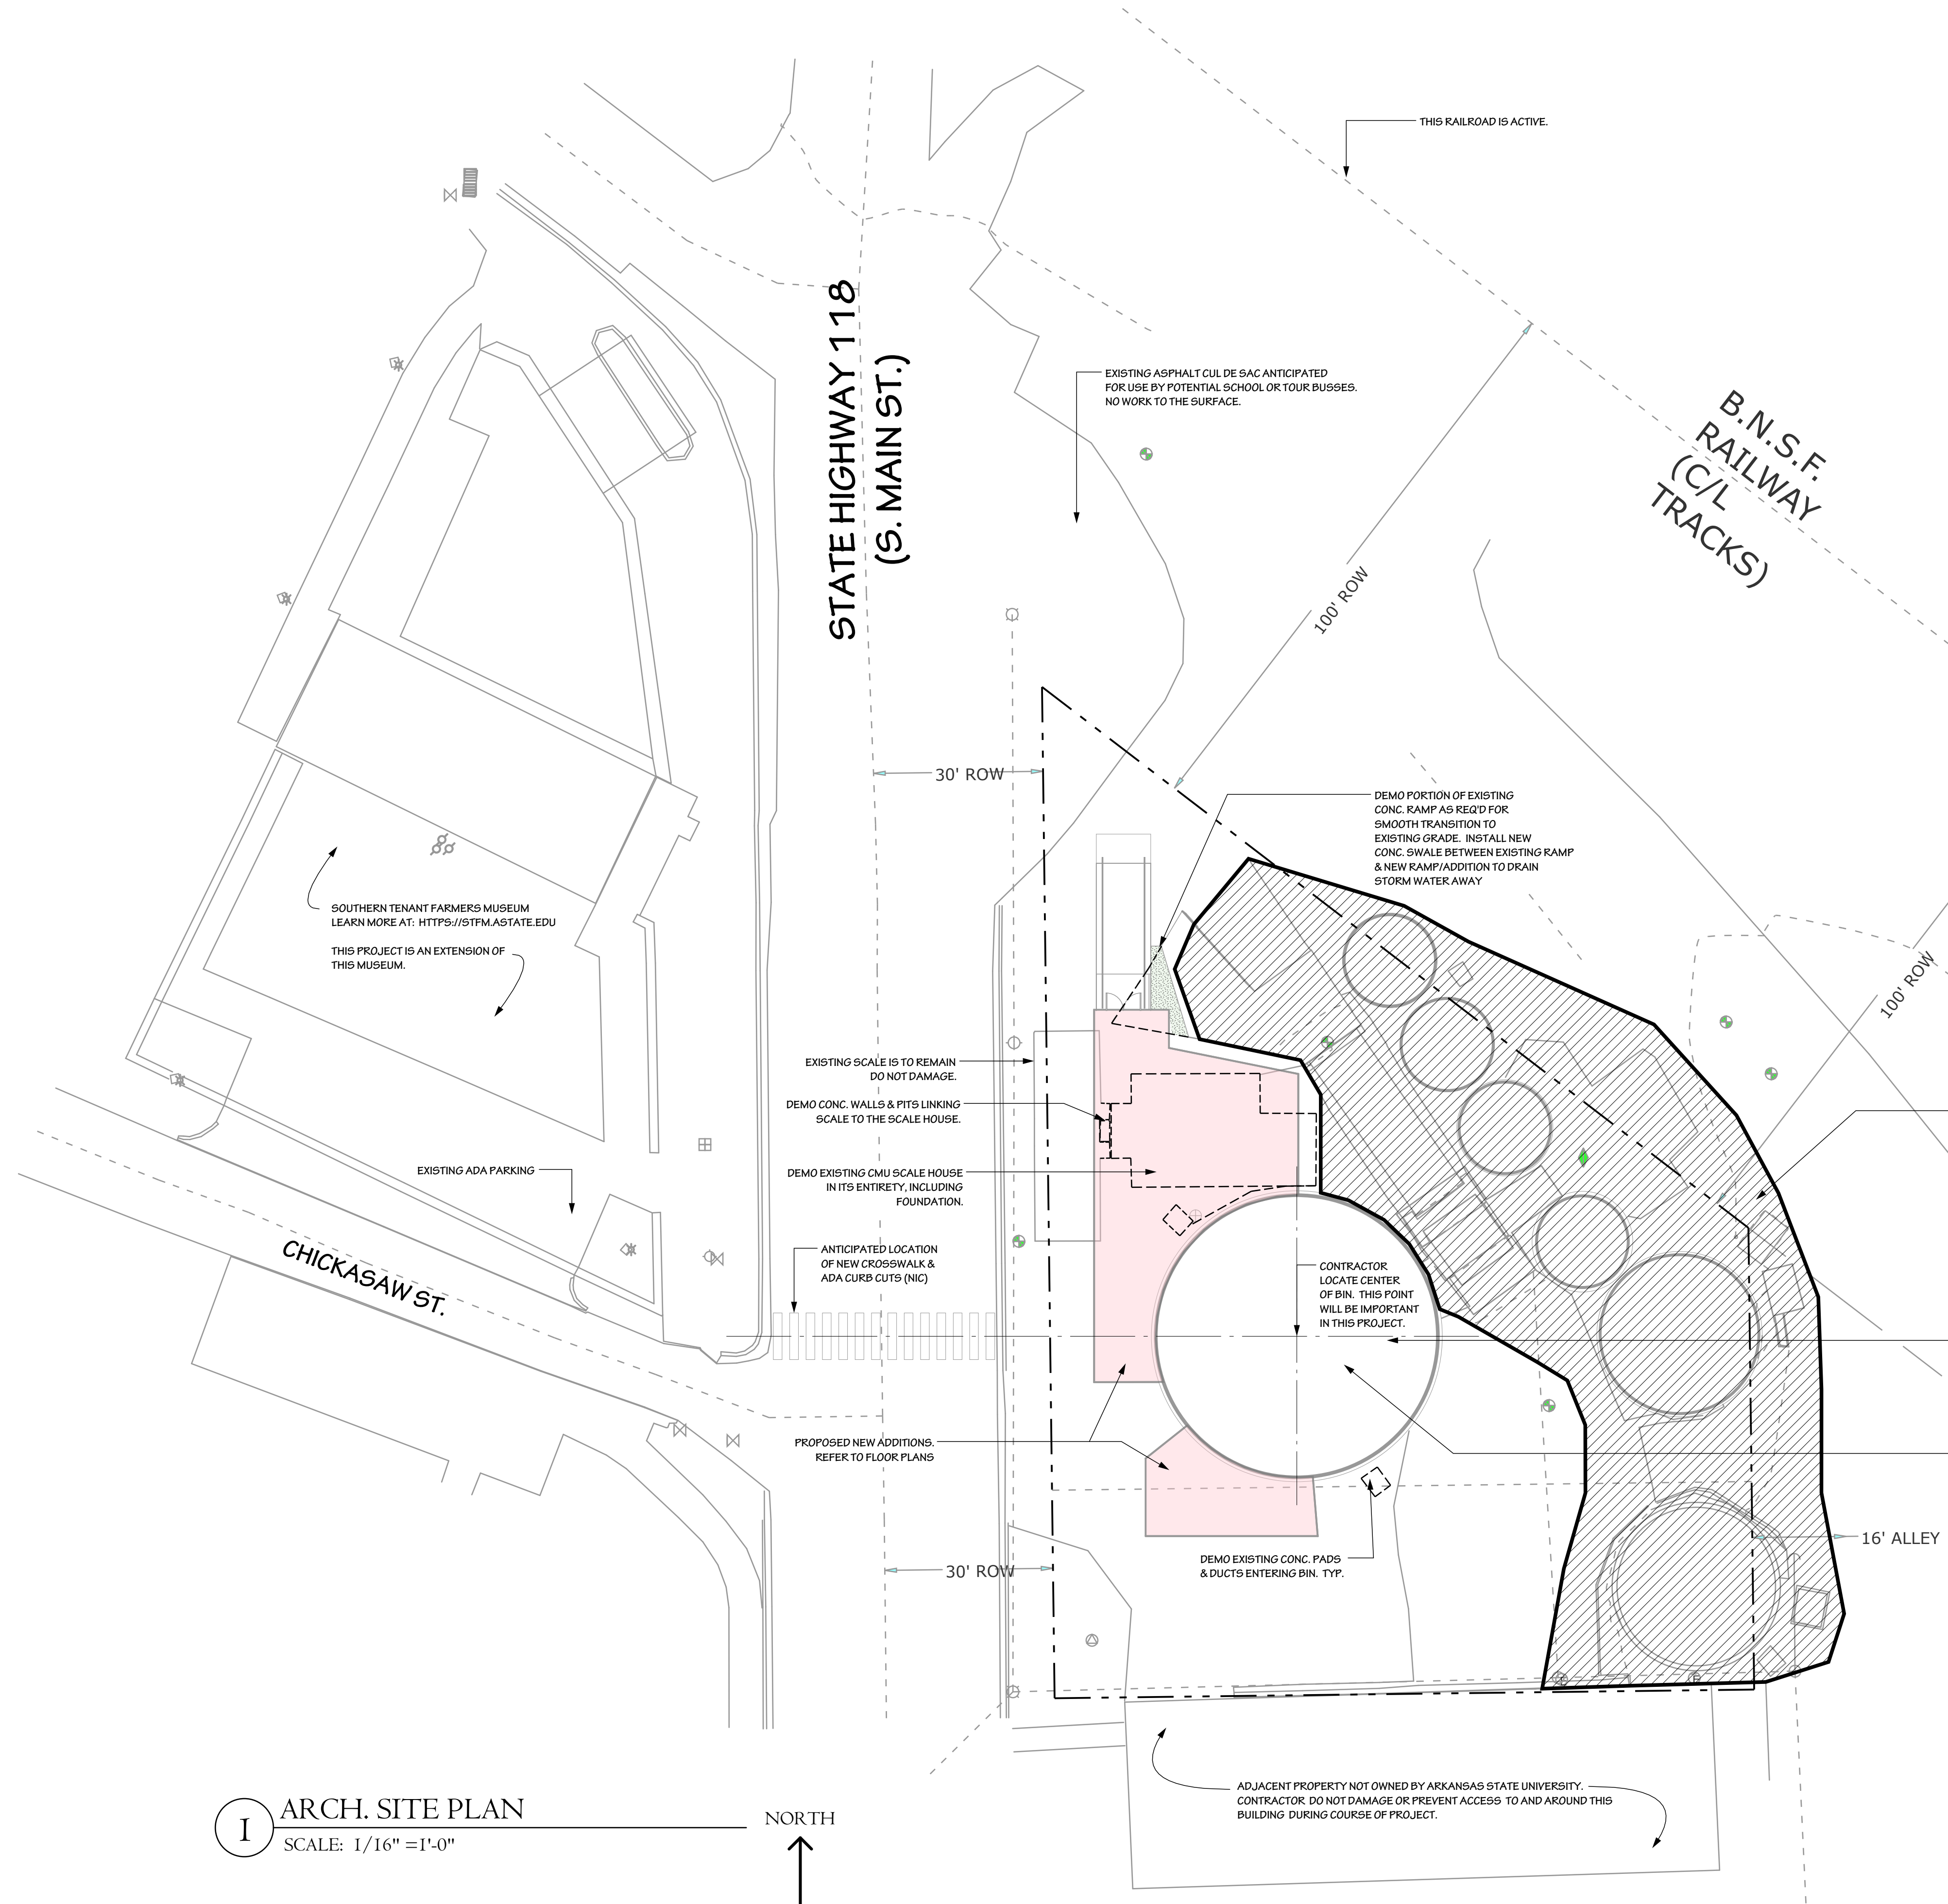 THIS RAILROAD IS ACTIVE.
STATE HIGHWAY 118
(S. MAIN ST.)
EXISTING ASPHALT CUL DE SAC ANTICIPATED
FOR USE BY POTENTIAL SCHOOL OR TOUR BUSSES.
NO WORK TO THE SURFACE.
B.N.S.F.
RAILWAY
(C/L
TRACKS)
100' ROW
30' ROW
DEMO PORTION OF EXISTING
CONC. RAMP AS REQ'D FOR
SMOOTH TRANSITION TO
EXISTING GRADE.  INSTALL NEW
CONC. SWALE BETWEEN EXISTING RAMP
& NEW RAMP/ADDITION TO DRAIN
STORM WATER AWAY
SOUTHERN TENANT FARMERS MUSEUM
LEARN MORE AT:  HTTPS://STFM.ASTATE.EDU
THIS PROJECT IS AN EXTENSION OF
THIS MUSEUM.
100' ROW
EXISTING SCALE IS TO REMAIN
DO NOT DAMAGE.
DEMO CONC. WALLS & PITS LINKING
SCALE TO THE SCALE HOUSE.
DEMO EXISTING CMU SCALE HOUSE
IN ITS ENTIRETY, INCLUDING
FOUNDATION.
EXISTING ADA PARKING
CHICKASAW ST.
ANTICIPATED LOCATION
OF NEW CROSSWALK &
ADA CURB CUTS (NIC)
CONTRACTOR
LOCATE CENTER
OF BIN.  THIS POINT
WILL BE IMPORTANT
IN THIS PROJECT.
PROPOSED NEW ADDITIONS.
REFER TO FLOOR PLANS
16' ALLEY
DEMO EXISTING CONC. PADS
& DUCTS ENTERING BIN.  TYP.
30' ROW
ADJACENT PROPERTY NOT OWNED BY ARKANSAS STATE UNIVERSITY.
CONTRACTOR  DO NOT DAMAGE OR PREVENT ACCESS  TO AND AROUND THIS
BUILDING  DURING COURSE OF PROJECT.
1
ARCH. SITE PLAN
SCALE:  1/16" =1'-0"
NORTH